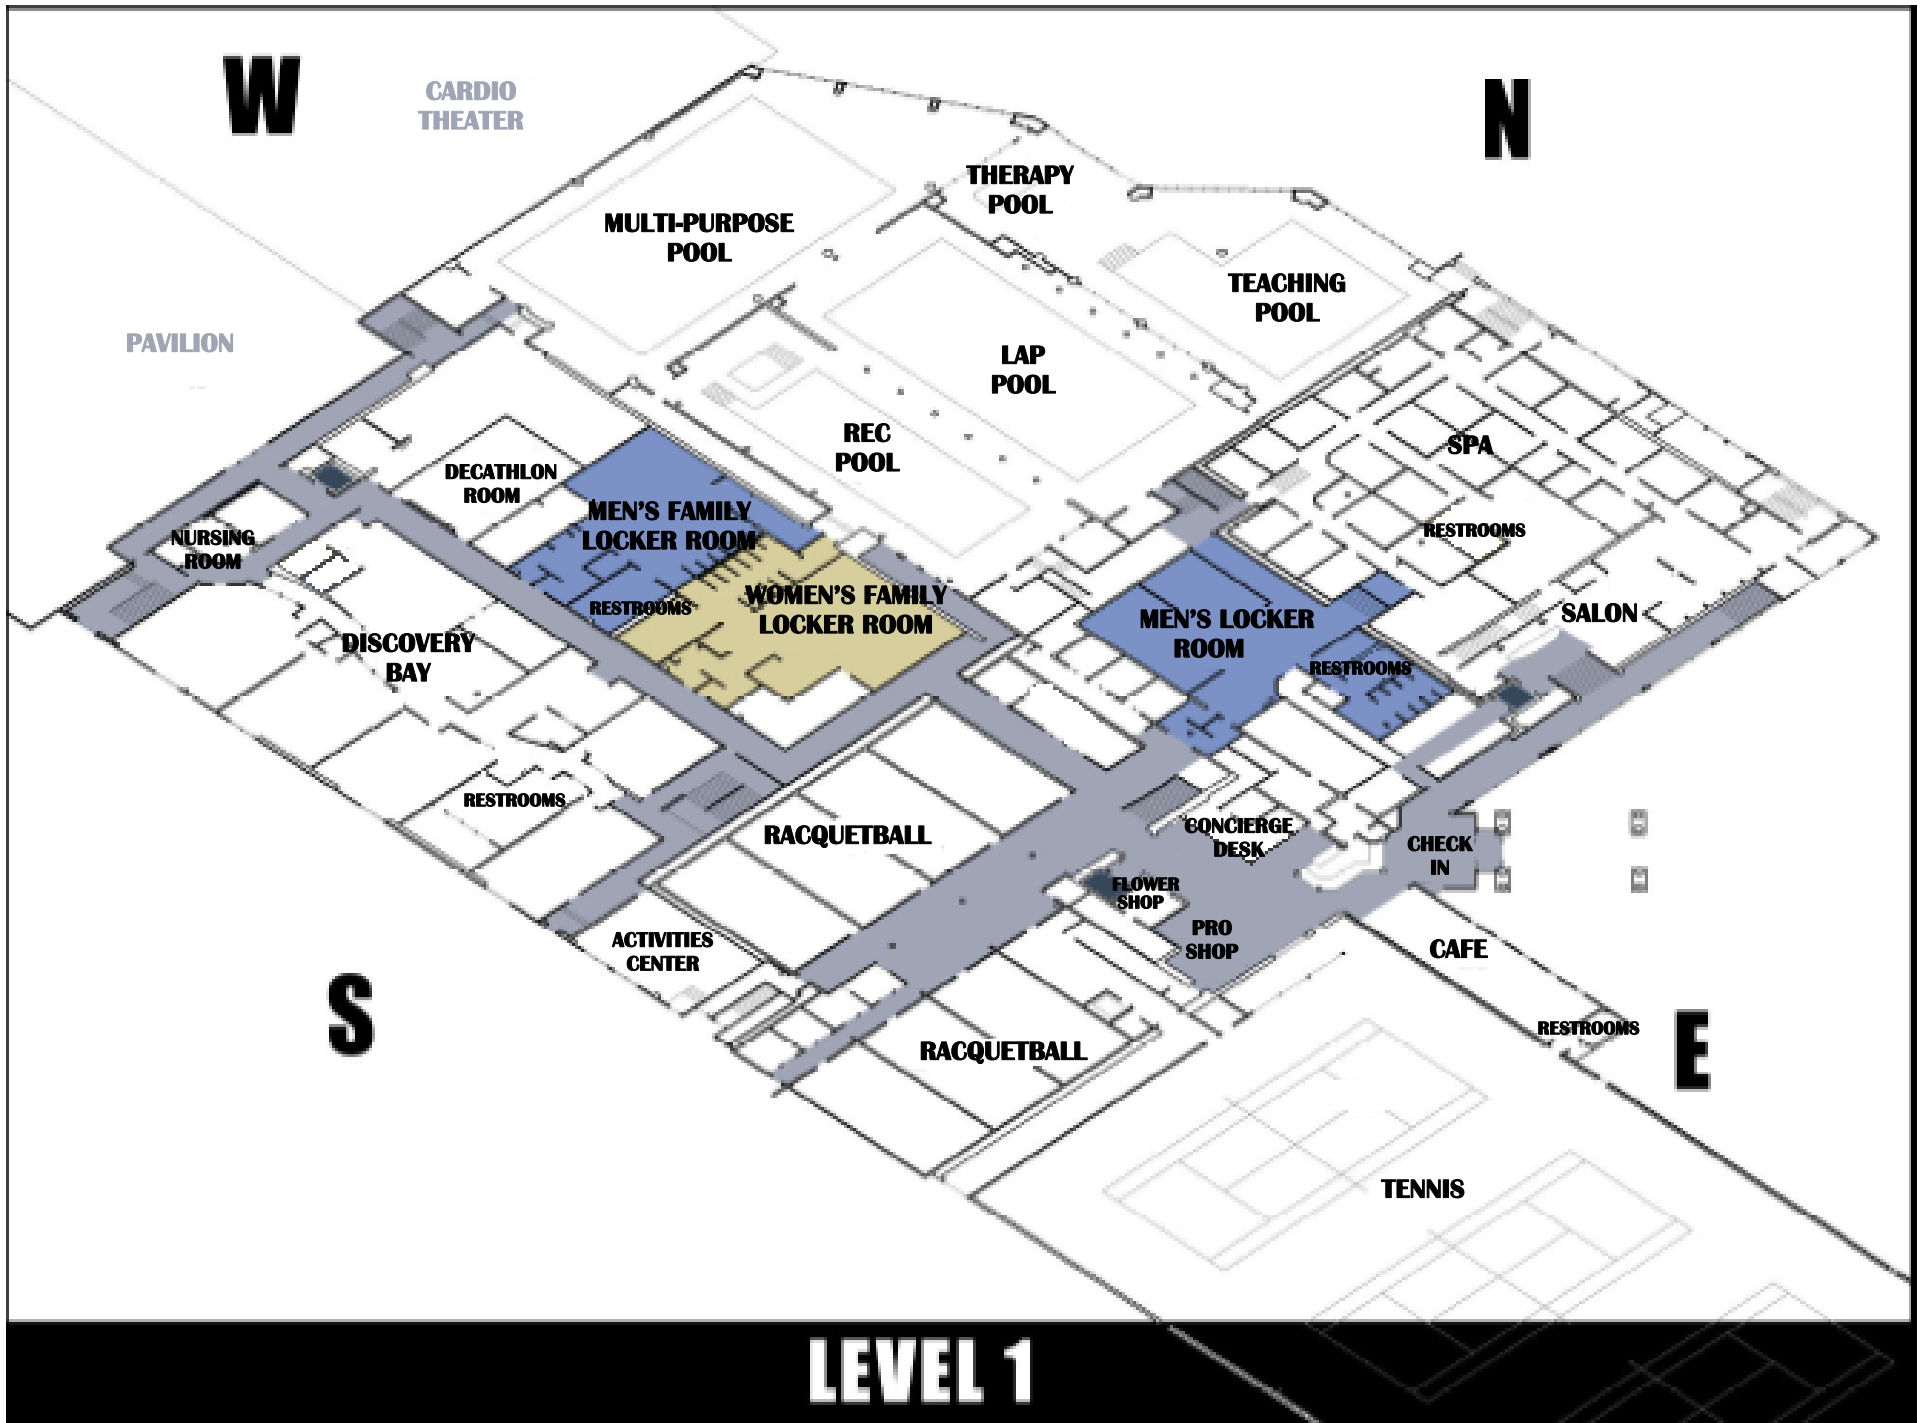 W
CARDIO
THEATER
N
THERAPY
POOL
MULTI-PURPOSE
POOL
TEACHING
POOL
PAVILION
LAP
POOL
REC
POOL
SPA
DECATHLON
ROOM
MEN'S FAMILY
LOCKER ROOM
RESTROOMS
NURSING
ROOM
RESTROOMS
WOMEN'S FAMILY
LOCKER ROOM
MEN'S LOCKER
ROOM
SALON
DISCOVERY
BAY
RESTROOMS
RESTROOMS
RACQUETBALL
CONCIERGE
DESK
CHECK
IN
FLOWER
SHOP
PRO
SHOP
ACTIVITIES
CENTER
CAFE
S
RESTROOMS
E
RACQUETBALL
TENNIS
LEVEL 1